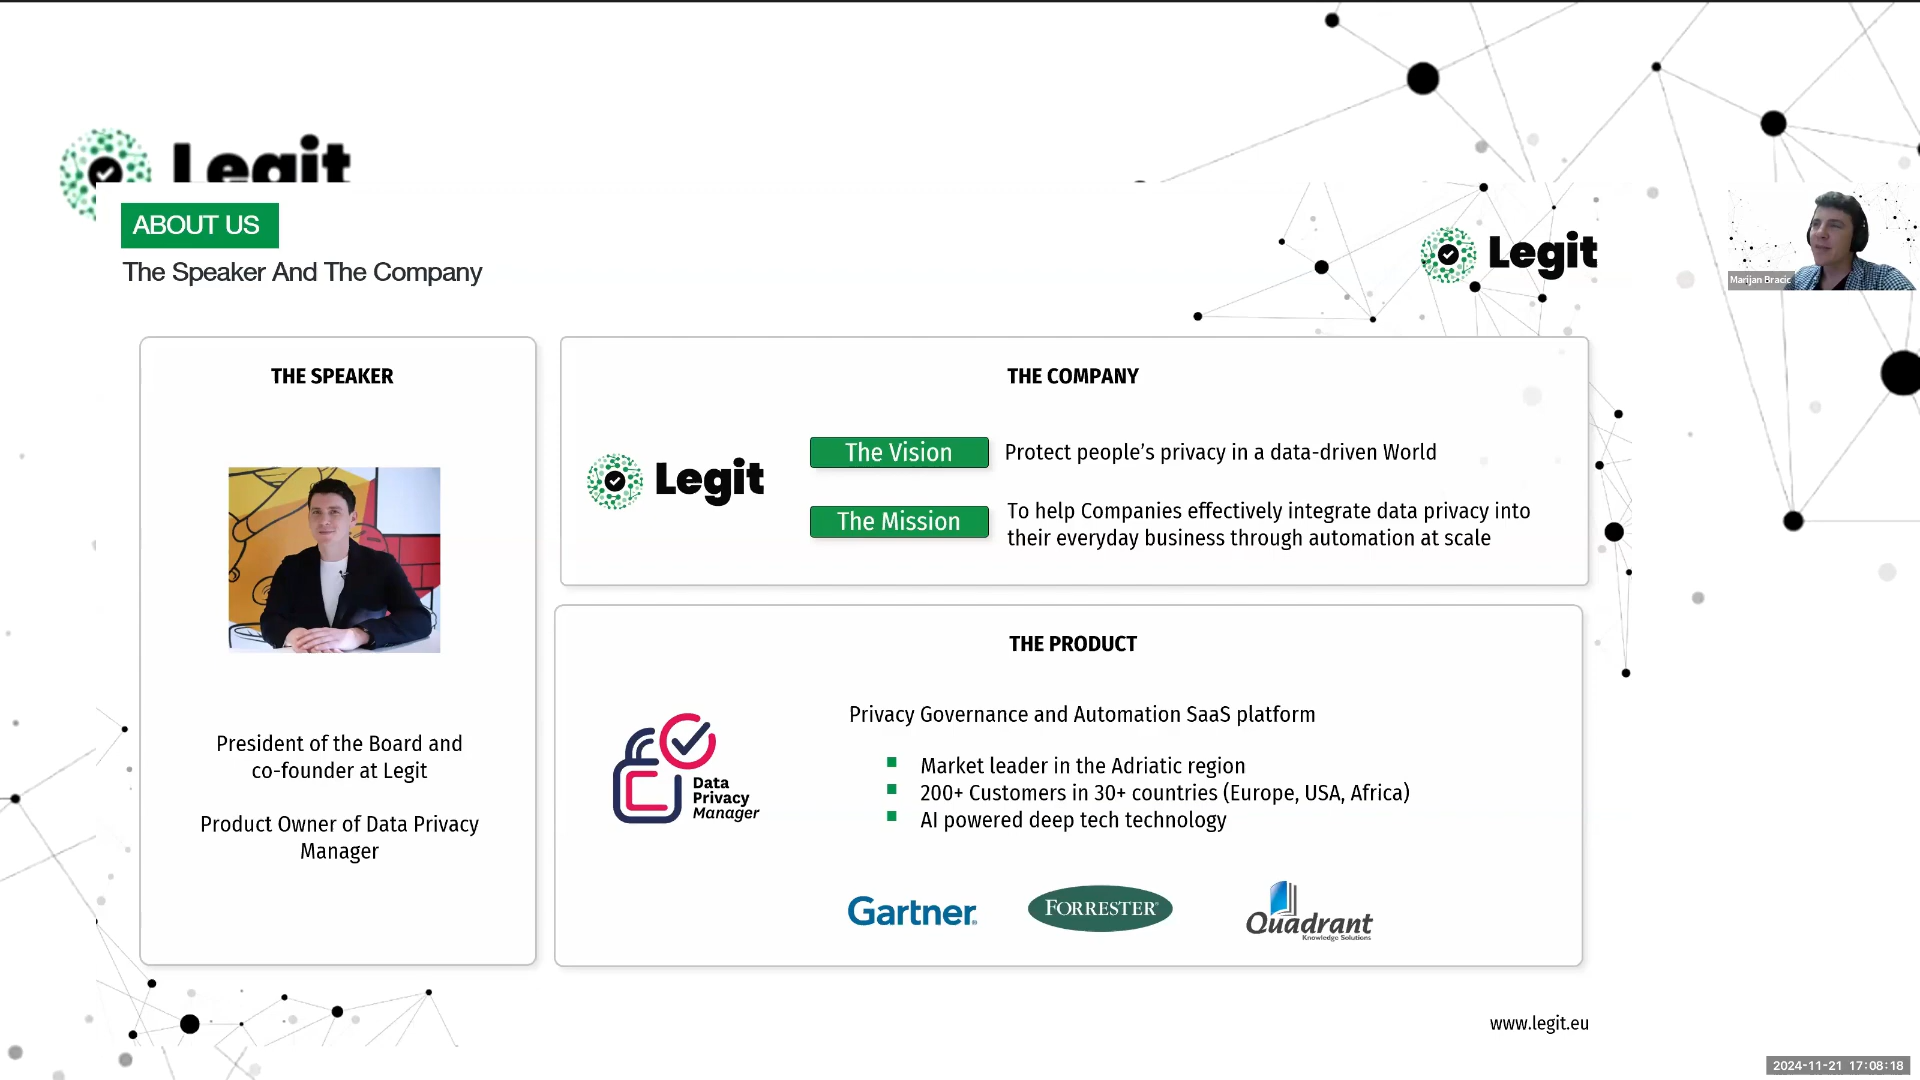 Legit
ABOUT US
The Speaker And The Company
Legit
Marijan Bracic
THE SPEAKER
President of the Board and
co-founder at Legit
Product Owner of Data Privacy
Manager
THE COMPANY
Legit
The Vision
Protect people’s privacy in a data-driven World
The Mission
To help Companies effectively integrate data privacy into
their everyday business through automation at scale
THE PRODUCT
Data
Privacy
Manager
Privacy Governance and Automation SaaS platform
Market leader in the Adriatic region
200+ Customers in 30+ countries (Europe, USA, Africa)
AI powered deep tech technology
Gartner®
FORRESTER®
Quadrant
Knowledge Solutions
www.legit.eu
2024-11-21 17:08:18